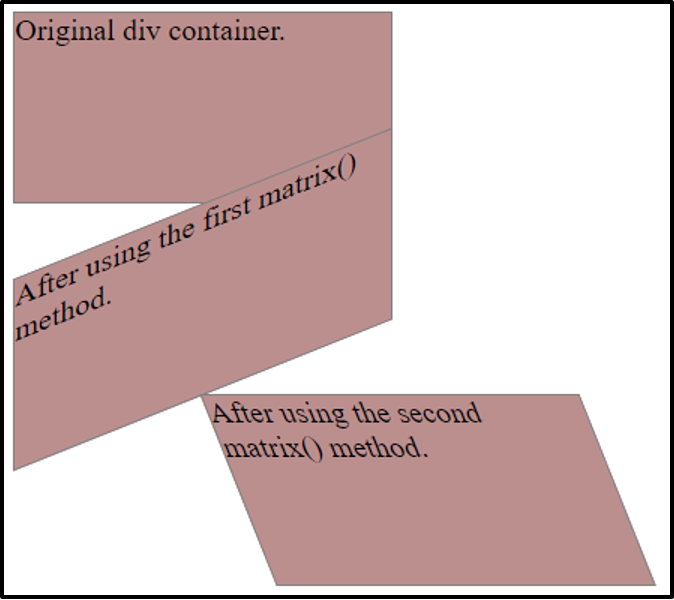 Original div container.
After using the first matrix()
method.
After using the second
matrix() method.